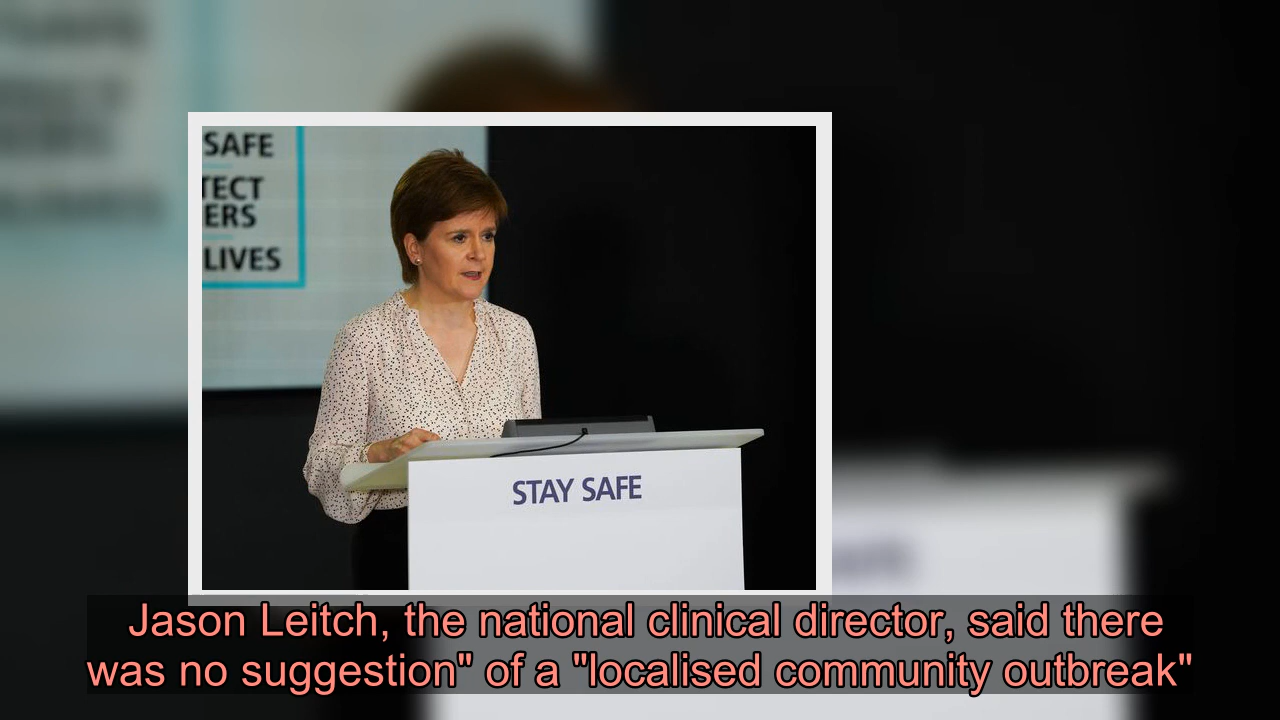 SAFE
TECT
ERS
LIVES
STAY SAFE
Jason Leitch, the national clinical director, said there
was no suggestion" of a "localised community outbreak"